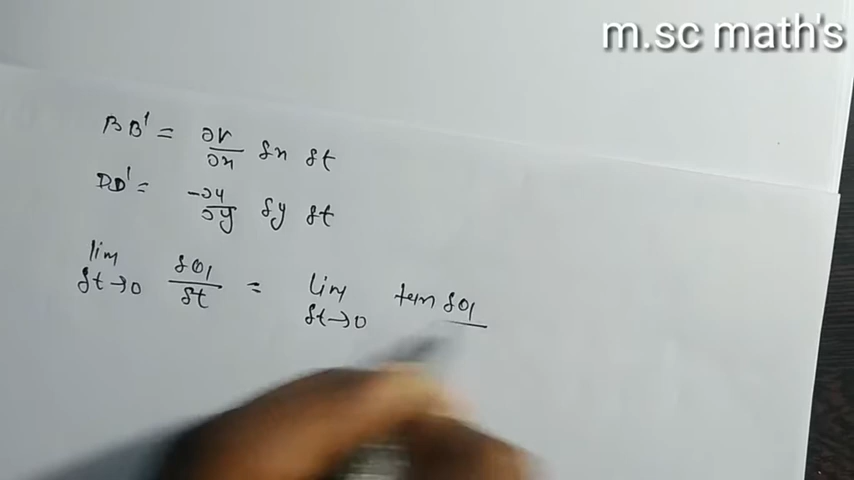 m.sc math's
BB' = ∂v/∂x δx δt
DD' = -∂u/∂y δy δt
lim δt→0 δθ₁/δt = lim δt→0 tan δθ₁